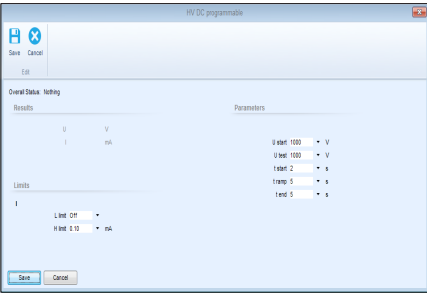 HV DC programmable
Save Cancel
Edit
Overall Status: Nothing
Results
U V
I mA
Limits
I
L limit Off
H limit 0.10 mA
Parameters
U start 1000 V
U test 1000 V
t start 2 s
t ramp 5 s
t end 5 s
Save Cancel